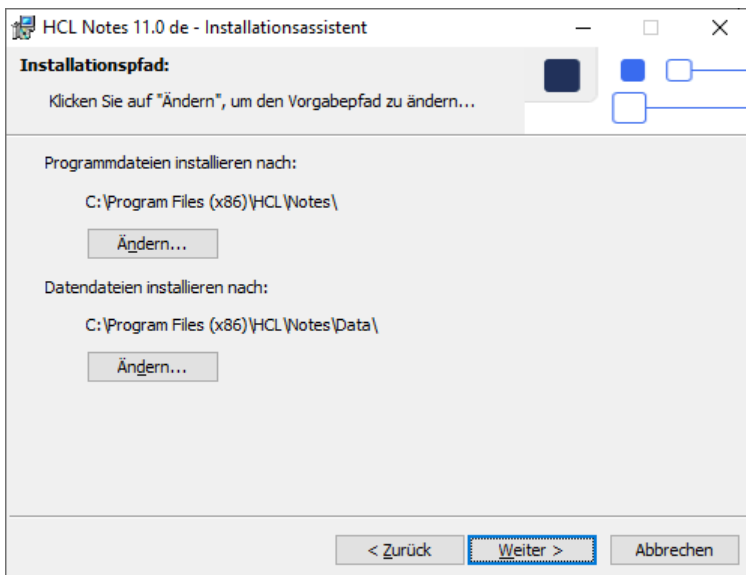 HCL Notes 11.0 de - Installationsassistent
Installationspfad:
Klicken Sie auf "Ändern", um den Vorgabepfad zu ändern...
Programmdateien installieren nach:
C:\Program Files (x86)\HCL\Notes\
Ändern...
Datendateien installieren nach:
C:\Program Files (x86)\HCL\Notes\Data\
Ändern...
< Zurück Weiter > Abbrechen